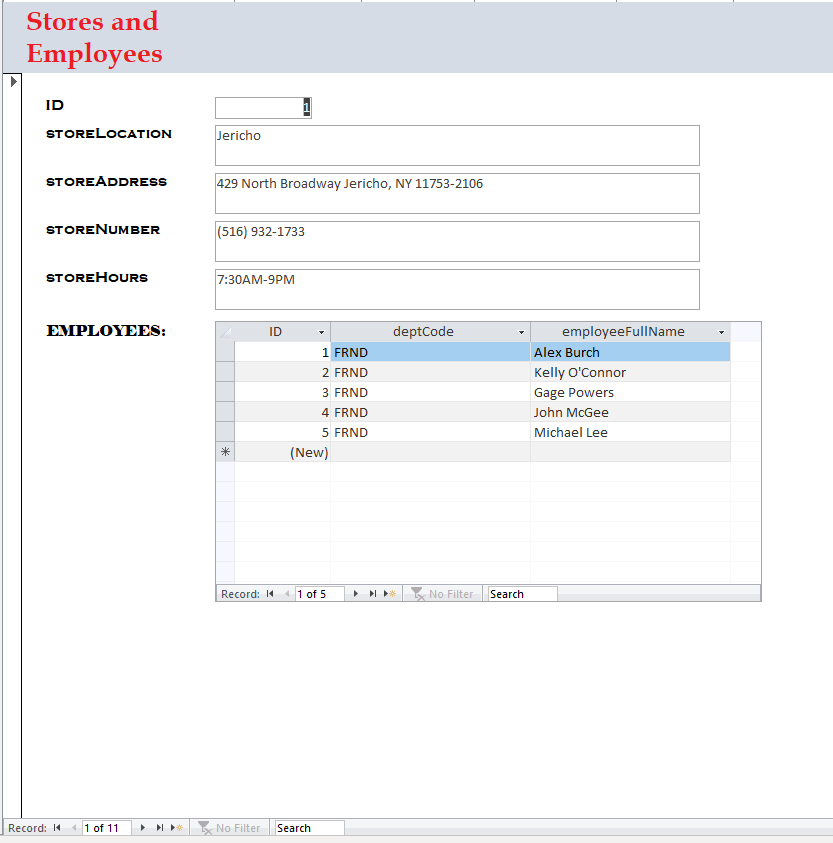 Stores and
Employees
ID 1
storeLocation Jericho
storeAddress 429 North Broadway Jericho, NY 11753-2106
storeNumber (516) 932-1733
storeHours 7:30AM-9PM
EMPLOYEES: ID deptCode employeeFullName
1 FRND Alex Burch
2 FRND Kelly O'Connor
3 FRND Gage Powers
4 FRND John McGee
5 FRND Michael Lee
(New)
Record: 1 of 5 No Filter Search
Record: 1 of 11 No Filter Search